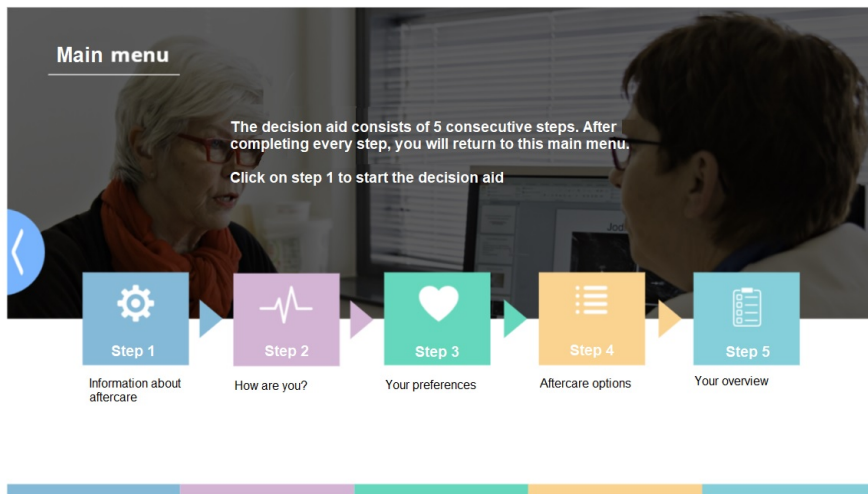 Main menu
The decision aid consists of 5 consecutive steps. After
completing every step, you will return to this main menu.
Click on step 1 to start the decision aid
Step 1
Step 2
Step 3
Step 4
Step 5
Information about
aftercare
How are you?
Your preferences
Aftercare options
Your overview